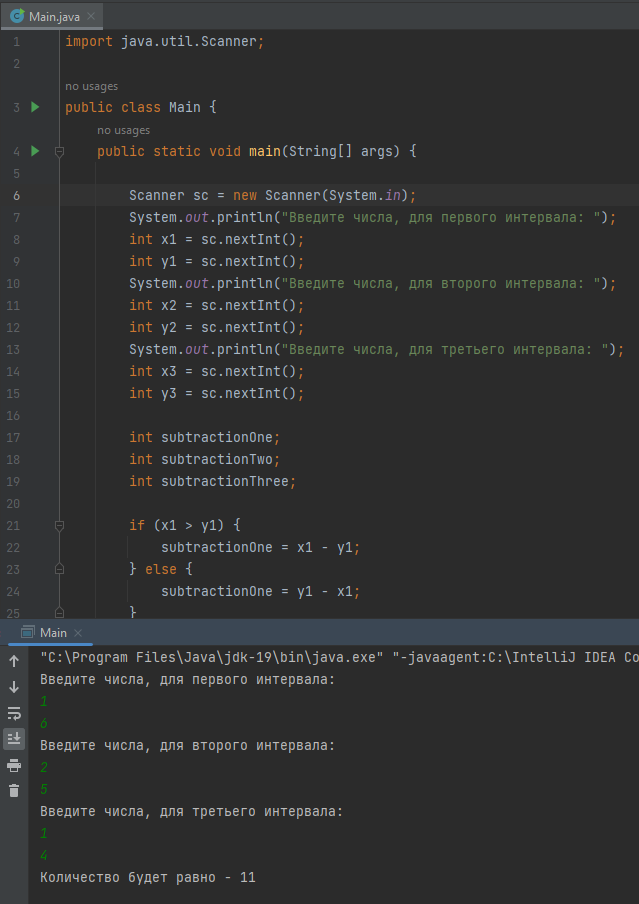 Main.java
1 import java.util.Scanner;
2
no usages
3 public class Main {
no usages
4 public static void main(String[] args) {
5
6 Scanner sc = new Scanner(System.in);
7 System.out.println("Введите числа, для первого интервала: ");
8 int x1 = sc.nextInt();
9 int y1 = sc.nextInt();
10 System.out.println("Введите числа, для второго интервала: ");
11 int x2 = sc.nextInt();
12 int y2 = sc.nextInt();
13 System.out.println("Введите числа, для третьего интервала: ");
14 int x3 = sc.nextInt();
15 int y3 = sc.nextInt();
16
17 int subtractionOne;
18 int subtractionTwo;
19 int subtractionThree;
20
21 if (x1 > y1) {
22 subtractionOne = x1 - y1;
23 } else {
24 subtractionOne = y1 - x1;
25 }
Main
"C:\Program Files\Java\jdk-19\bin\java.exe" "-javaagent:C:\IntelliJ IDEA Co
Введите числа, для первого интервала:
1
6
Введите числа, для второго интервала:
2
5
Введите числа, для третьего интервала:
1
4
Количество будет равно - 11